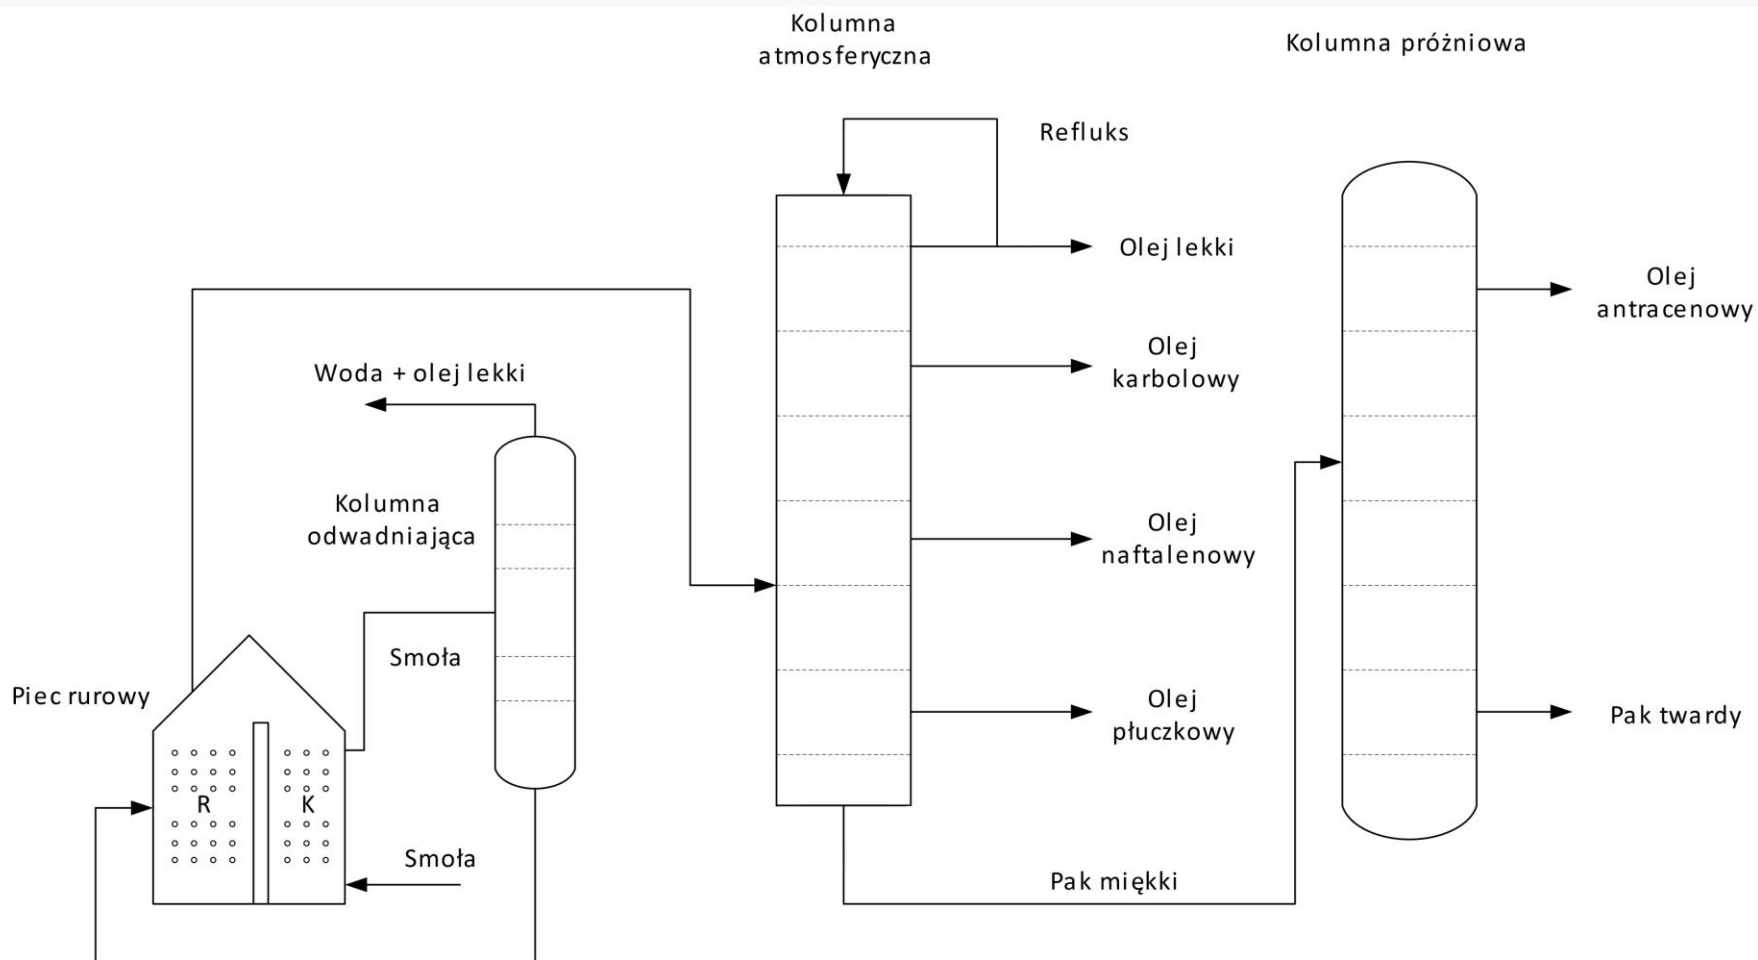 Kolumna
atmosferyczna
Kolumna próżniowa
Refluks
Olej lekki
Olej
antracenowy
Olej
karbolowy
Woda + olej lekki
Kolumna
odwadniająca
Olej
naftalenowy
Smoła
Piec rurowy
Olej
płuczkowy
Pak twardy
R
K
Smoła
Pak miękki